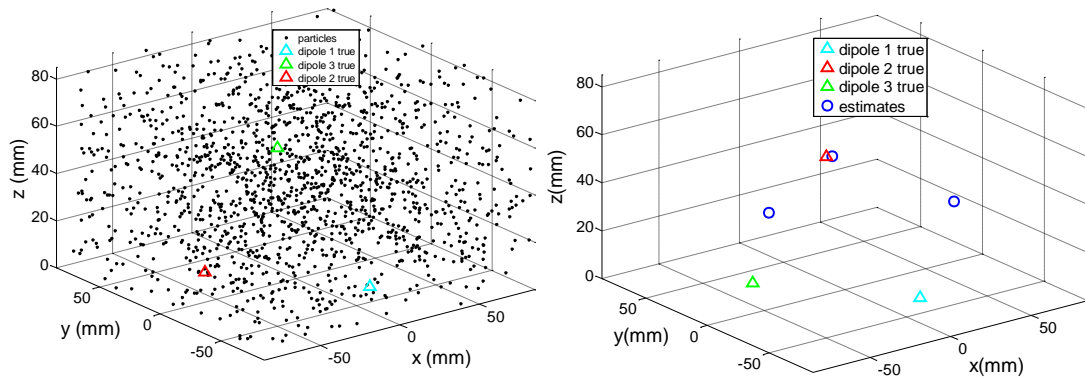 particles
dipole 1 true
dipole 3 true
dipole 2 true
80
60
40
20
0
z (mm)
50
0
-50
y (mm)
-50
0
50
x (mm)
dipole 1 true
dipole 2 true
dipole 3 true
estimates
80
60
40
20
0
z(mm)
50
0
-50
y(mm)
-50
0
50
x(mm)